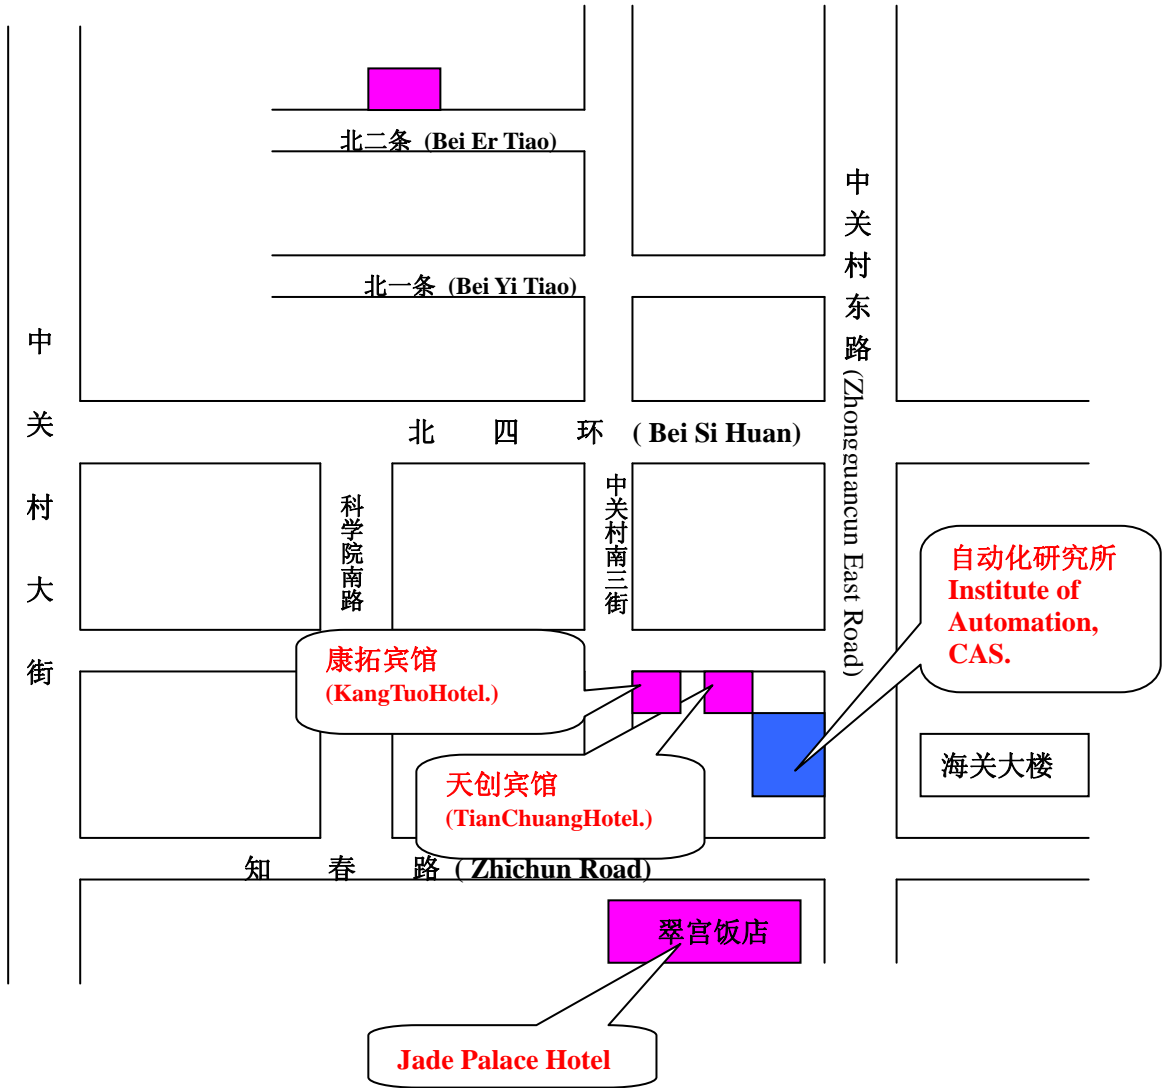 北二条 (Bei Er Tiao)
北一条 (Bei Yi Tiao)
中关村东路 (Zhongguancun East Road)
中关村大街
北 四 环 ( Bei Si Huan)
科学院南路
中关村南三街
自动化研究所
Institute of
Automation,
CAS.
康拓宾馆
(KangTuoHotel.)
天创宾馆
(TianChuangHotel.)
海关大楼
知 春 路 ( Zhichun Road)
翠宫饭店
Jade Palace Hotel